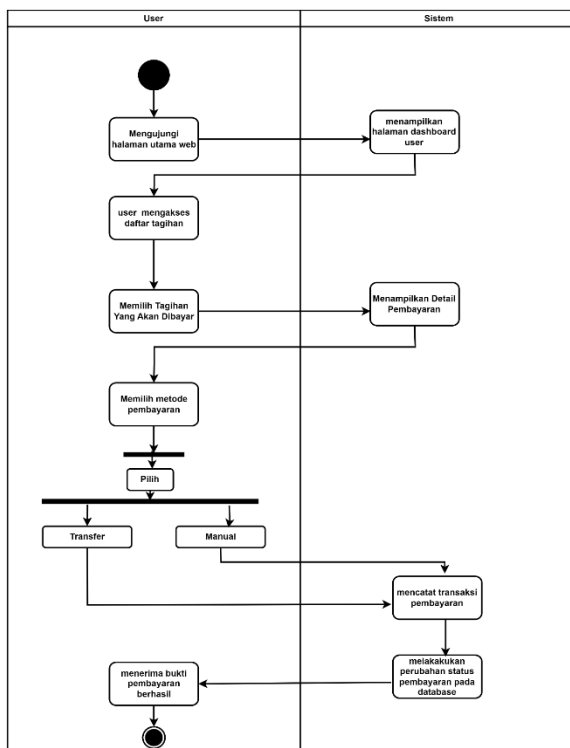 User
Sistem
Mengujungi
halaman utama web
menampilkan
halaman dashboard
user
user mengakses
daftar tagihan
Memilih Tagihan
Yang Akan Dibayar
Menampilkan Detail
Pembayaran
Memilih metode
pembayaran
Pilih
Transfer
Manual
mencatat transaksi
pembayaran
melakakukan
perubahan status
pembayaran pada
database
menerima bukti
pembayaran
berhasil